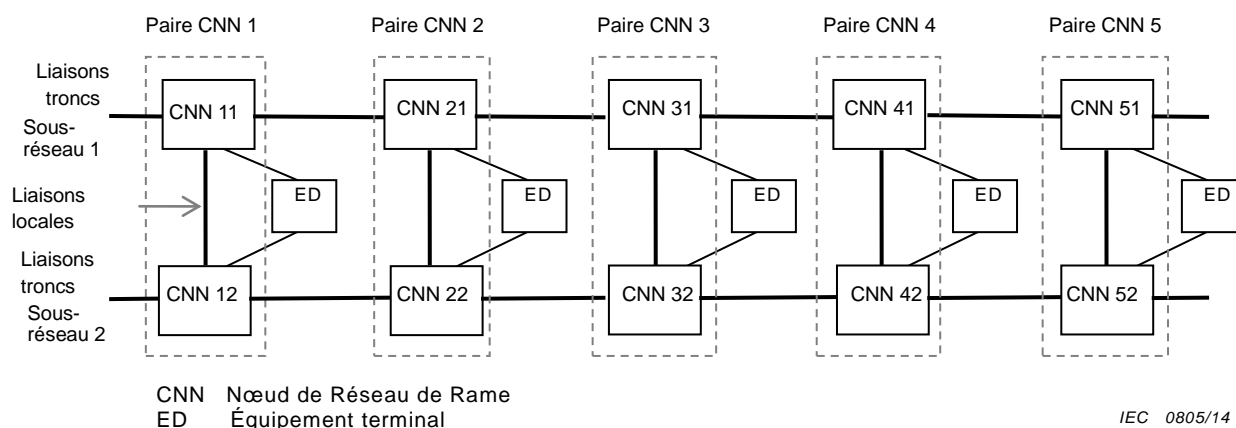 Paire CNN 1 Paire CNN 2 Paire CNN 3 Paire CNN 4 Paire CNN 5
Liaisons
troncs
CNN 11 CNN 21 CNN 31 CNN 41 CNN 51
Sous-
réseau 1
Liaisons
locales
ED ED ED ED ED
Liaisons
troncs
CNN 12 CNN 22 CNN 32 CNN 42 CNN 52
Sous-
réseau 2
CNN Nœud de Réseau de Rame
ED Équipement terminal
IEC 0805/14